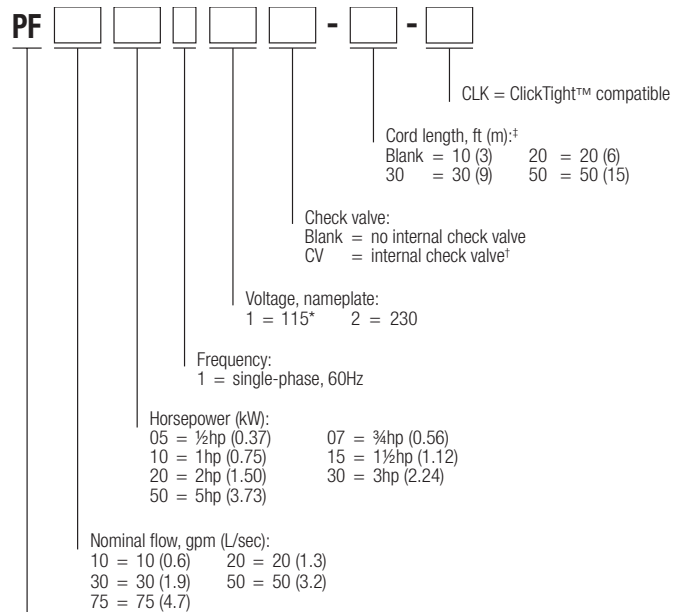 PF - -
CLK = ClickTight™ compatible
Cord length, ft (m):‡
Blank = 10 (3) 20 = 20 (6)
30 = 30 (9) 50 = 50 (15)
Check valve:
Blank = no internal check valve
CV = internal check valve†
Voltage, nameplate:
1 = 115* 2 = 230
Frequency:
1 = single-phase, 60Hz
Horsepower (kW):
05 = ½hp (0.37) 07 = ¾hp (0.56)
10 = 1hp (0.75) 15 = 1½hp (1.12)
20 = 2hp (1.50) 30 = 3hp (2.24)
50 = 5hp (3.73)
Nominal flow, gpm (L/sec):
10 = 10 (0.6) 20 = 20 (1.3)
30 = 30 (1.9) 50 = 50 (3.2)
75 = 75 (4.7)